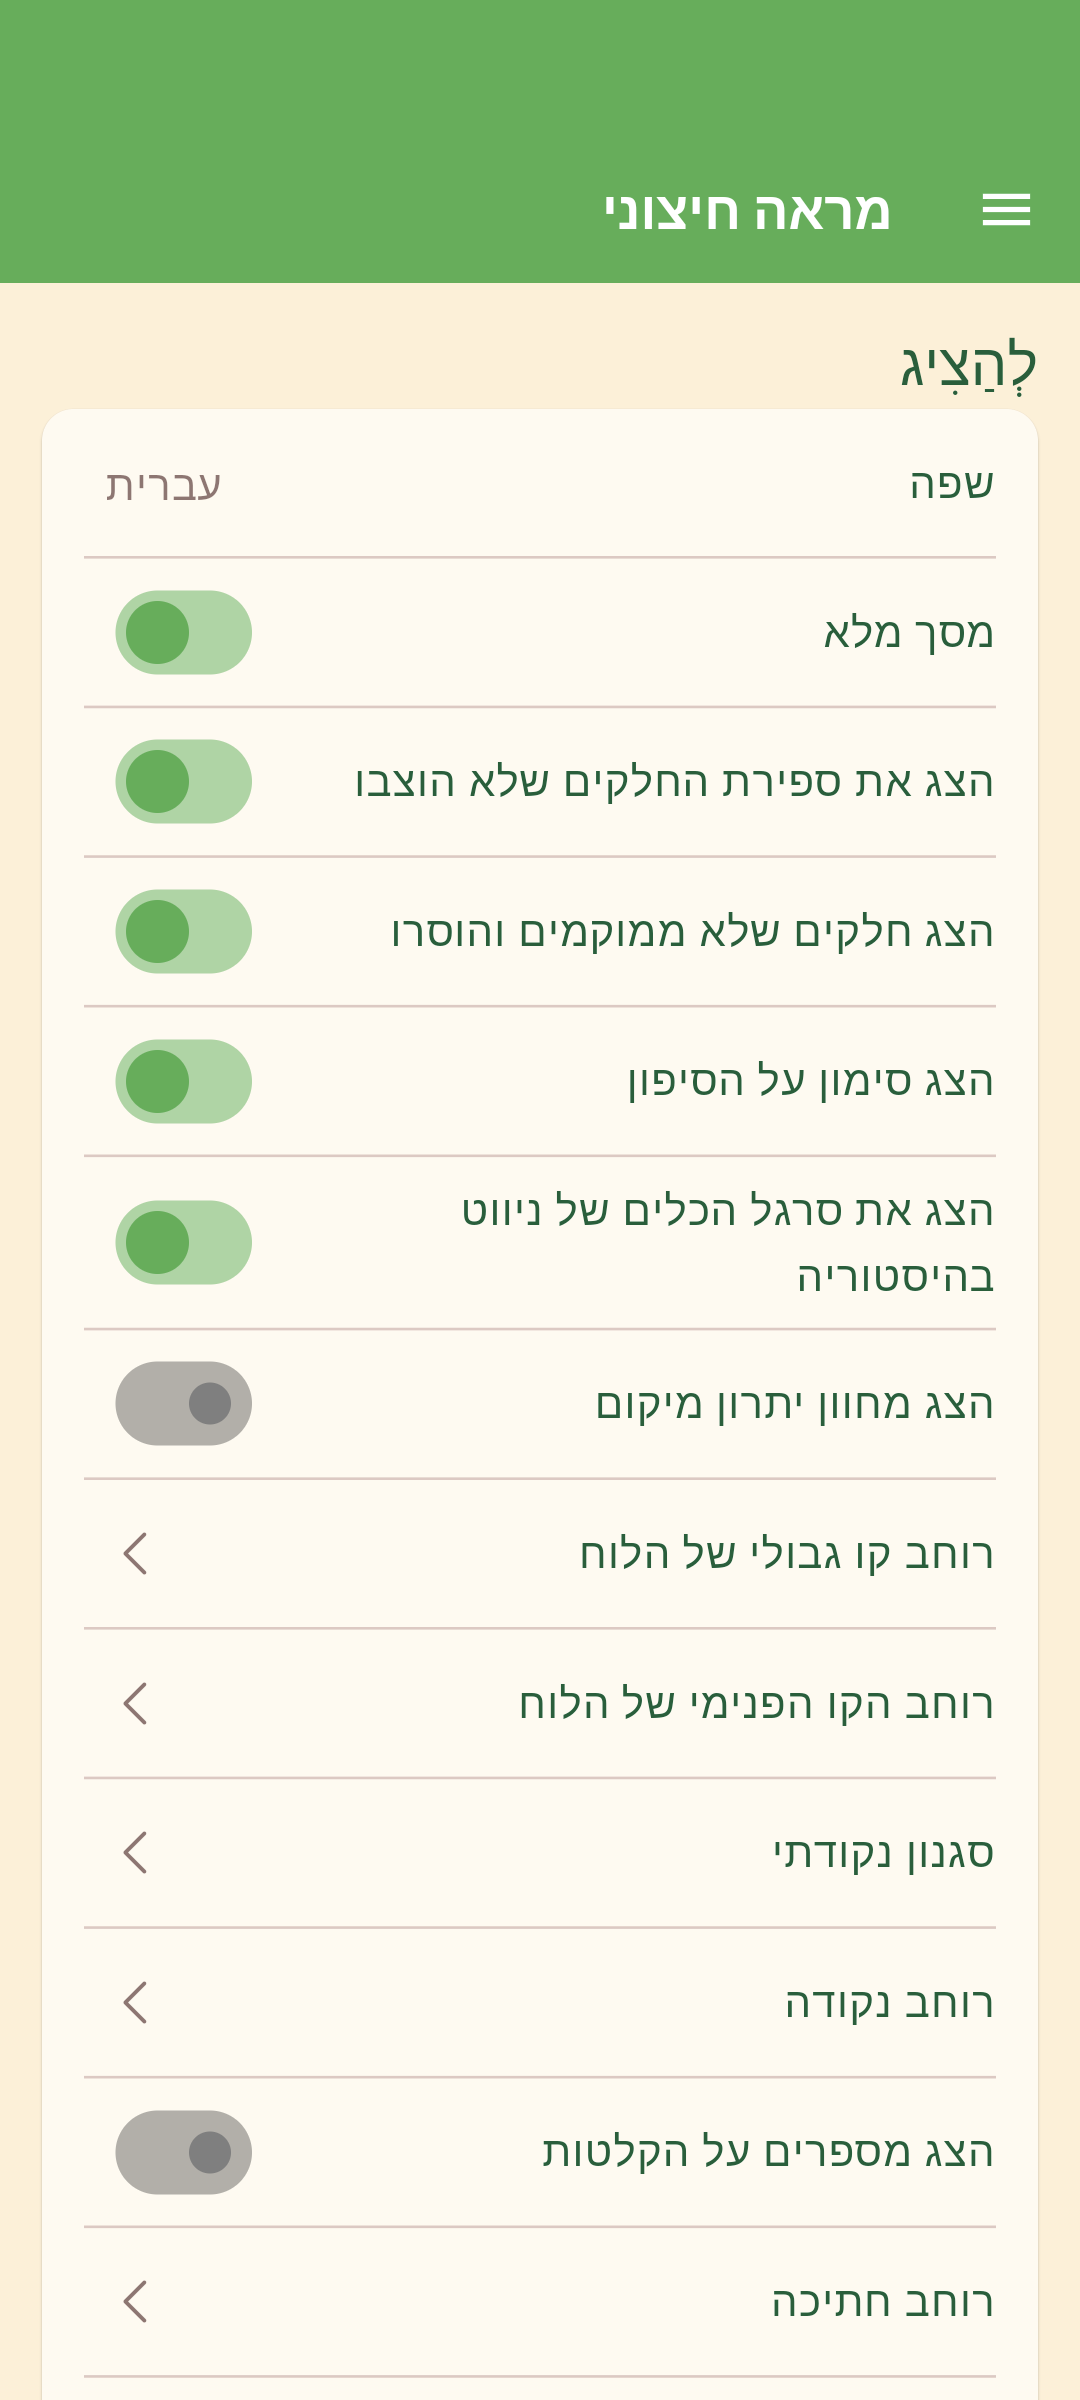 מראה חיצוני
לְהַצִיג
שפה
עברית
מסך מלא
הצג את ספירת החלקים שלא הוצבו
הצג חלקים שלא ממוקמים והוסרו
הצג סימון על הסיפון
הצג את סרגל הכלים של ניווט
בהיסטוריה
הצג מחוון יתרון מיקום
רוחב קו גבולי של הלוח
רוחב הקו הפנימי של הלוח
סגנון נקודתי
רוחב נקודה
הצג מספרים על הקלטות
רוחב חתיכה